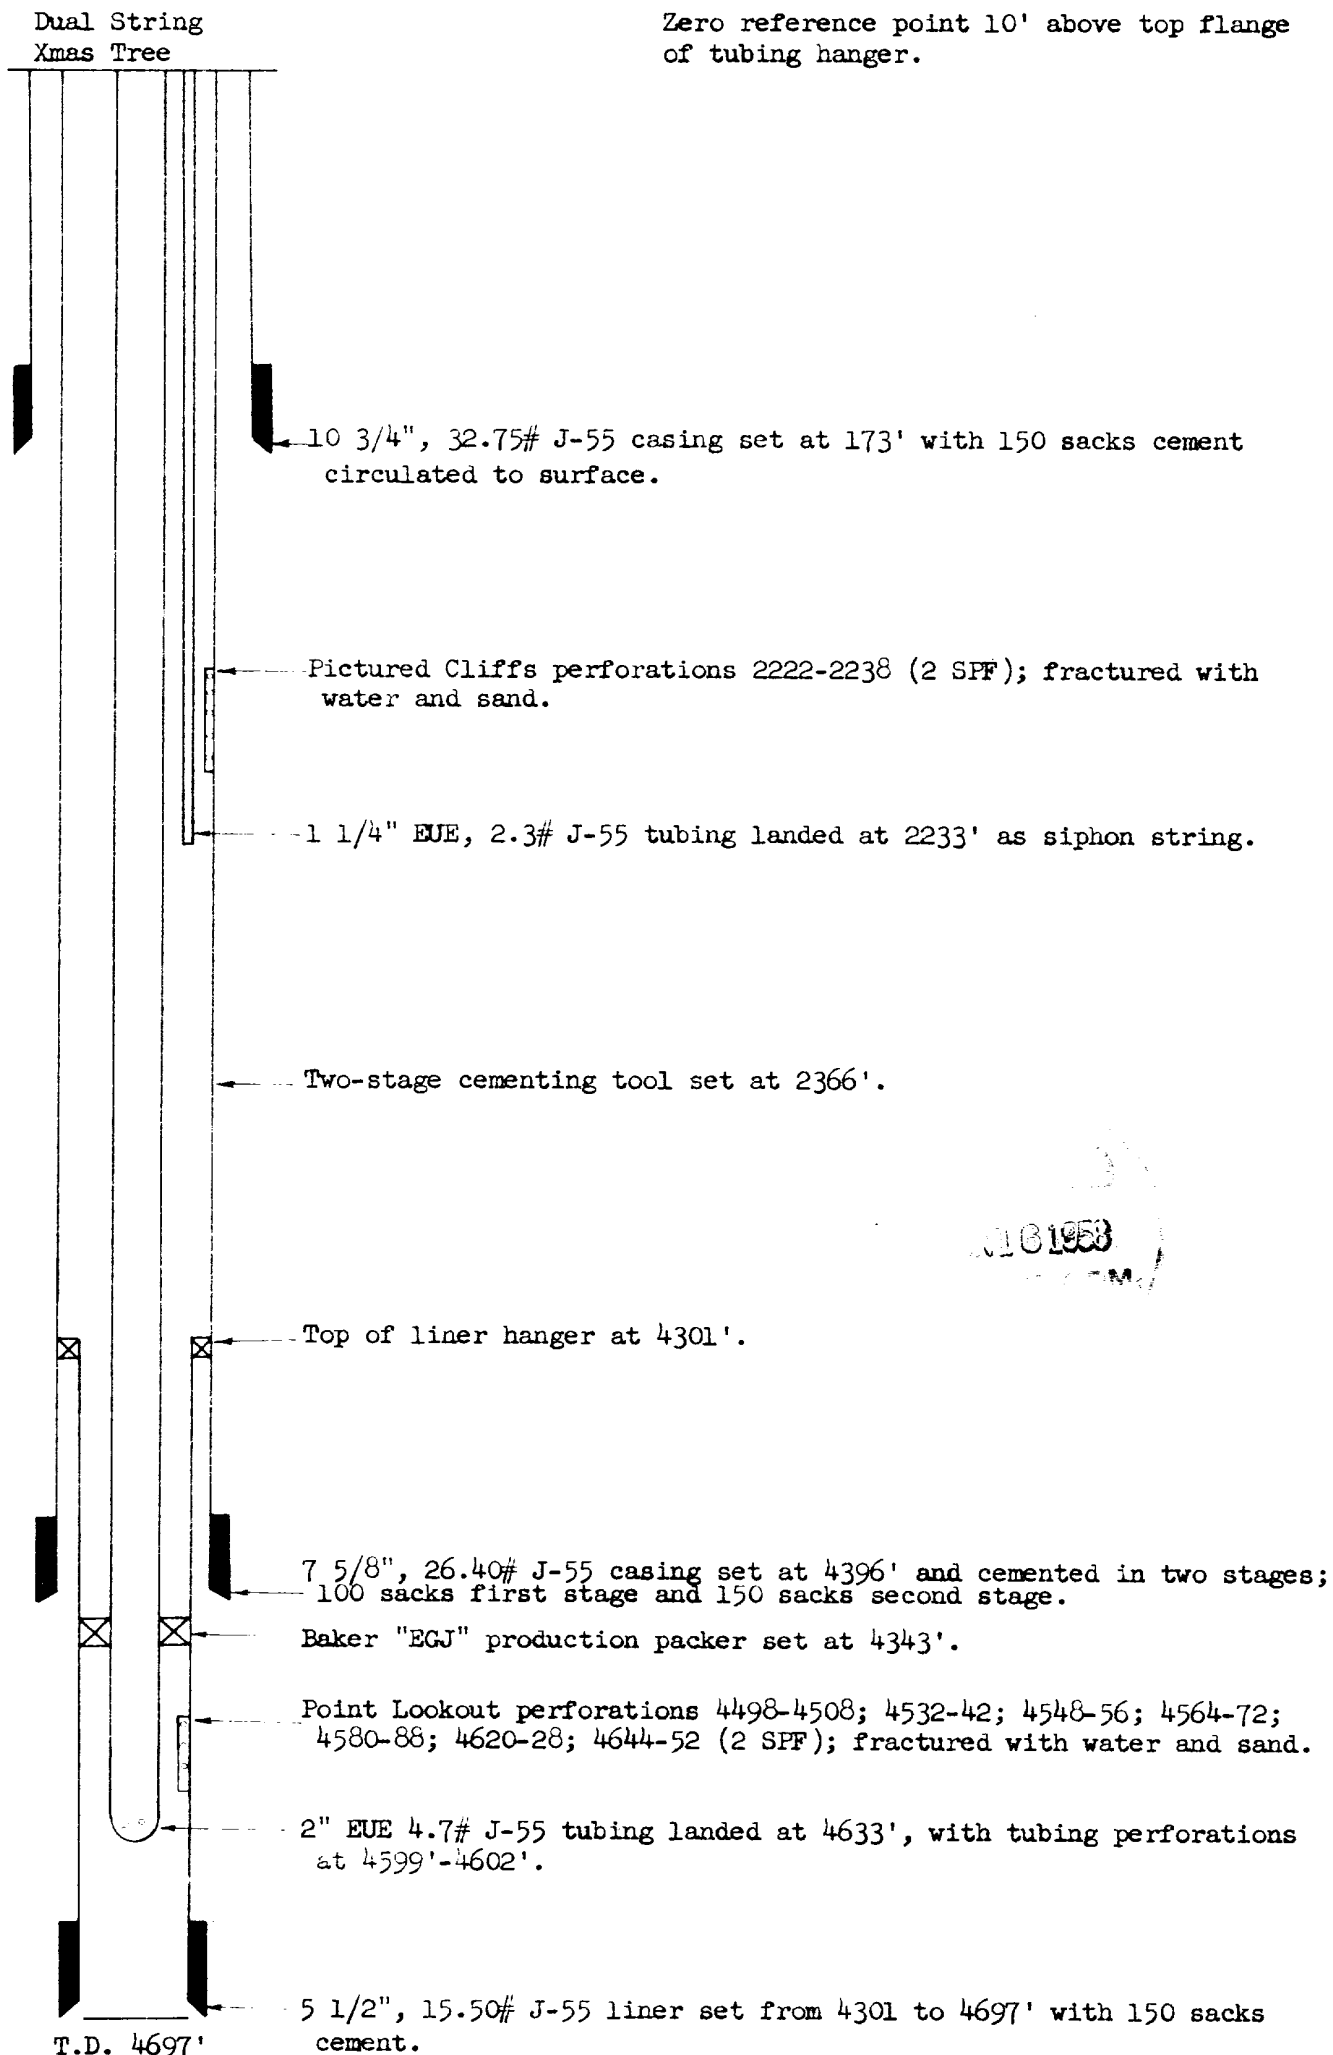 Dual String
Xmas Tree
Zero reference point 10' above top flange
of tubing hanger.
10 3/4", 32.75# J-55 casing set at 173' with 150 sacks cement
circulated to surface.
Pictured Cliffs perforations 2222-2238 (2 SPF); fractured with
water and sand.
1 1/4" EUE, 2.3# J-55 tubing landed at 2233' as siphon string.
Two-stage cementing tool set at 2366'.
16 1958
Top of liner hanger at 4301'.
7 5/8", 26.40# J-55 casing set at 4396' and cemented in two stages;
100 sacks first stage and 150 sacks second stage.
Baker "EGJ" production packer set at 4343'.
Point Lookout perforations 4498-4508; 4532-42; 4548-56; 4564-72;
4580-88; 4620-28; 4644-52 (2 SPF); fractured with water and sand.
2" EUE 4.7# J-55 tubing landed at 4633', with tubing perforations
at 4599'-4602'.
5 1/2", 15.50# J-55 liner set from 4301 to 4697' with 150 sacks
cement.
T.D. 4697'